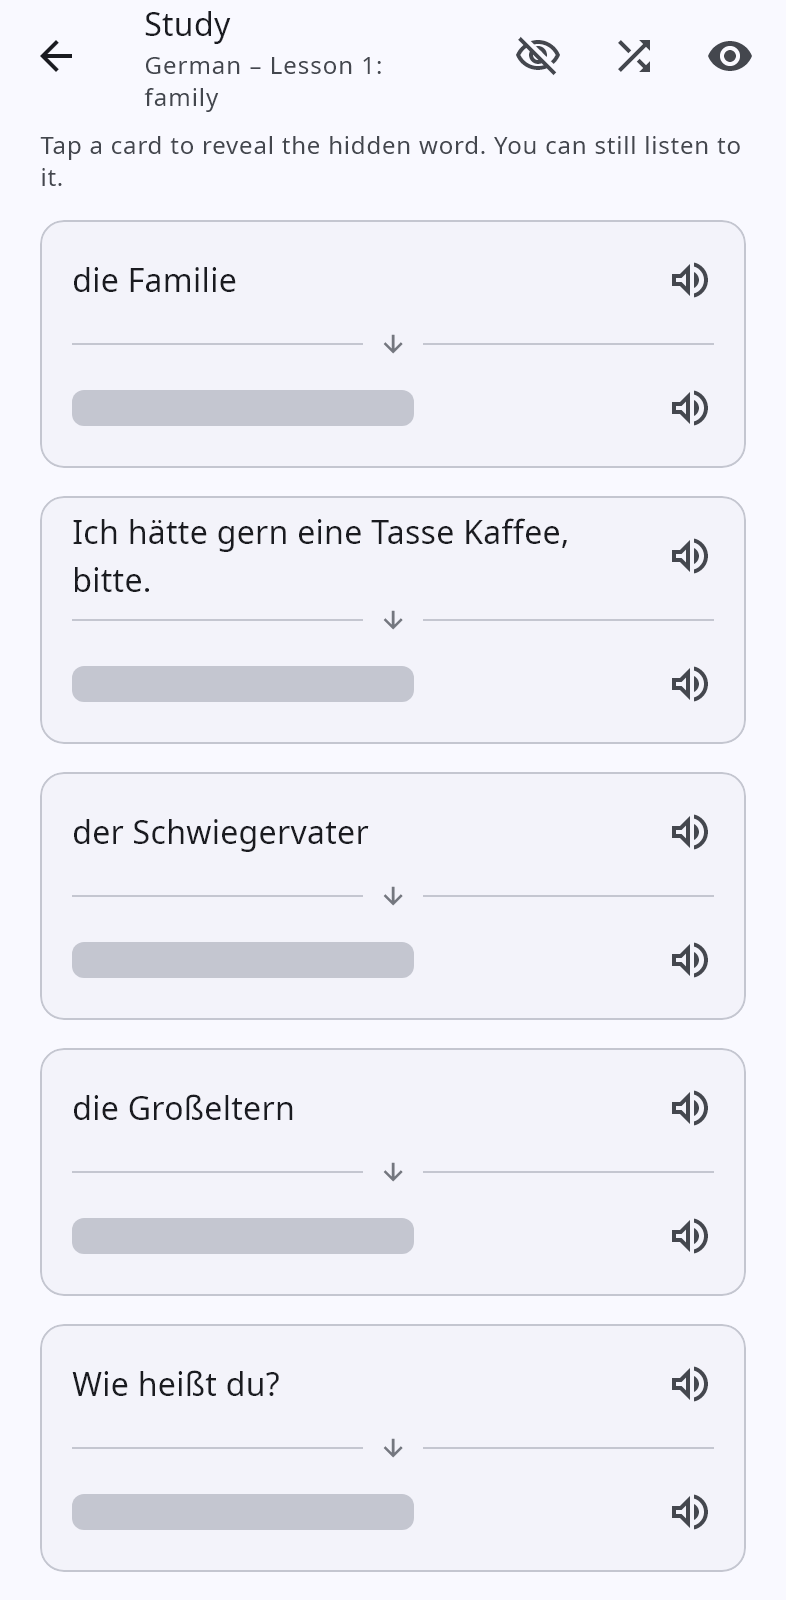 Study
German – Lesson 1:
family
Tap a card to reveal the hidden word. You can still listen to
it.
die Familie
Ich hätte gern eine Tasse Kaffee,
bitte.
der Schwiegervater
die Großeltern
Wie heißt du?